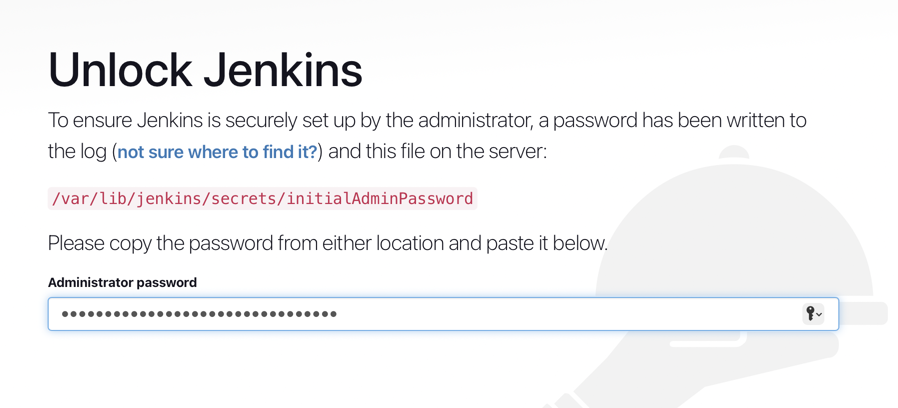 Unlock Jenkins
To ensure Jenkins is securely set up by the administrator, a password has been written to
the log (not sure where to find it?) and this file on the server:
/var/lib/jenkins/secrets/initialAdminPassword
Please copy the password from either location and paste it below.
Administrator password
••••••••••••••••••••••••••••••••